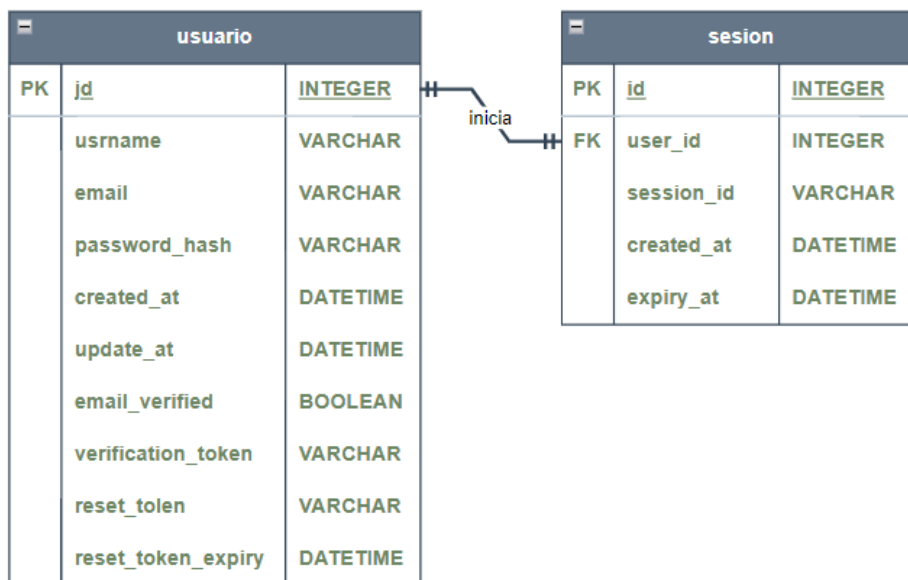 usuario
PK jd INTEGER
usrname VARCHAR
email VARCHAR
password_hash VARCHAR
created_at DATETIME
update_at DATETIME
email_verified BOOLEAN
verification_token VARCHAR
reset_tolen VARCHAR
reset_token_expiry DATETIME
inicia
sesion
PK id INTEGER
FK user_id INTEGER
session_id VARCHAR
created_at DATETIME
expiry_at DATETIME